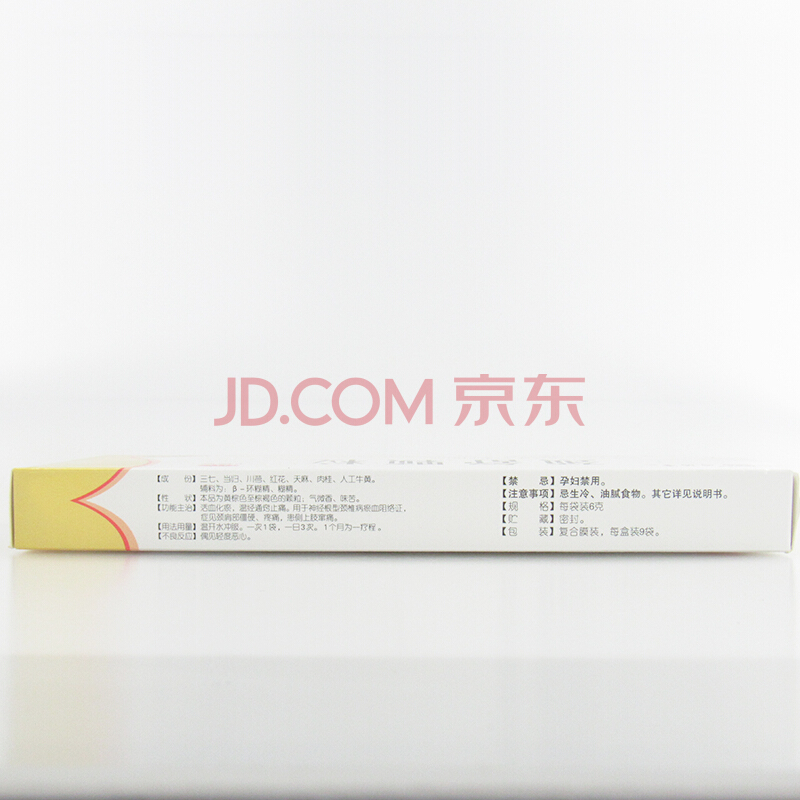 JD.COM 京东
【成 份】三七、当归、川芎、红花、天麻、肉桂、人工牛黄。
辅料为:β-环糊精、糊精。
【性 状】本品为黄棕色至棕褐色的颗粒;气微香、味苦。
【功能主治】活血化瘀,温经通窍止痛。用于神经根型颈椎病瘀血阻络证,
症见颈肩部僵硬、疼痛,患侧上肢窜痛。
【用法用量】温开水冲服。一次1袋,一日3次。1个月为一疗程。
【不良反应】偶见轻度恶心。
【禁 忌】孕妇禁用。
【注意事项】忌生冷、油腻食物。其它详见说明书。
【规 格】每袋装6克
【贮 藏】密封。
【包 装】复合膜装,每盒装9袋。